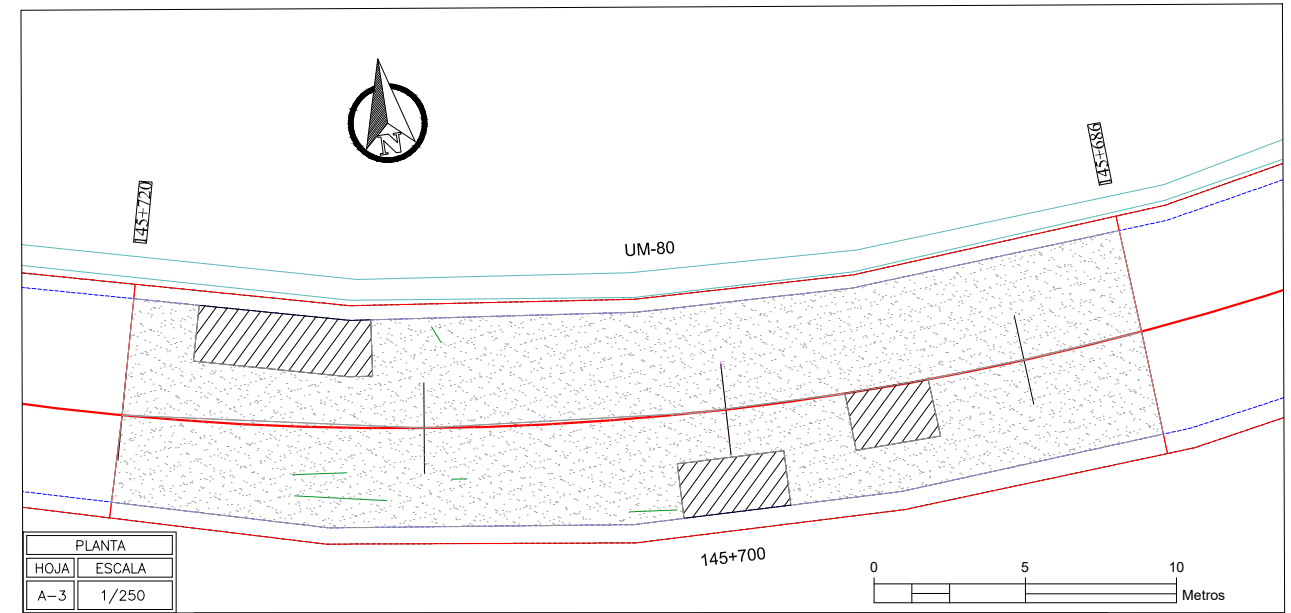 N
145+720
145+686
UM-80
145+700
PLANTA
HOJA ESCALA
A-3 1/250
0 5 10
Metros